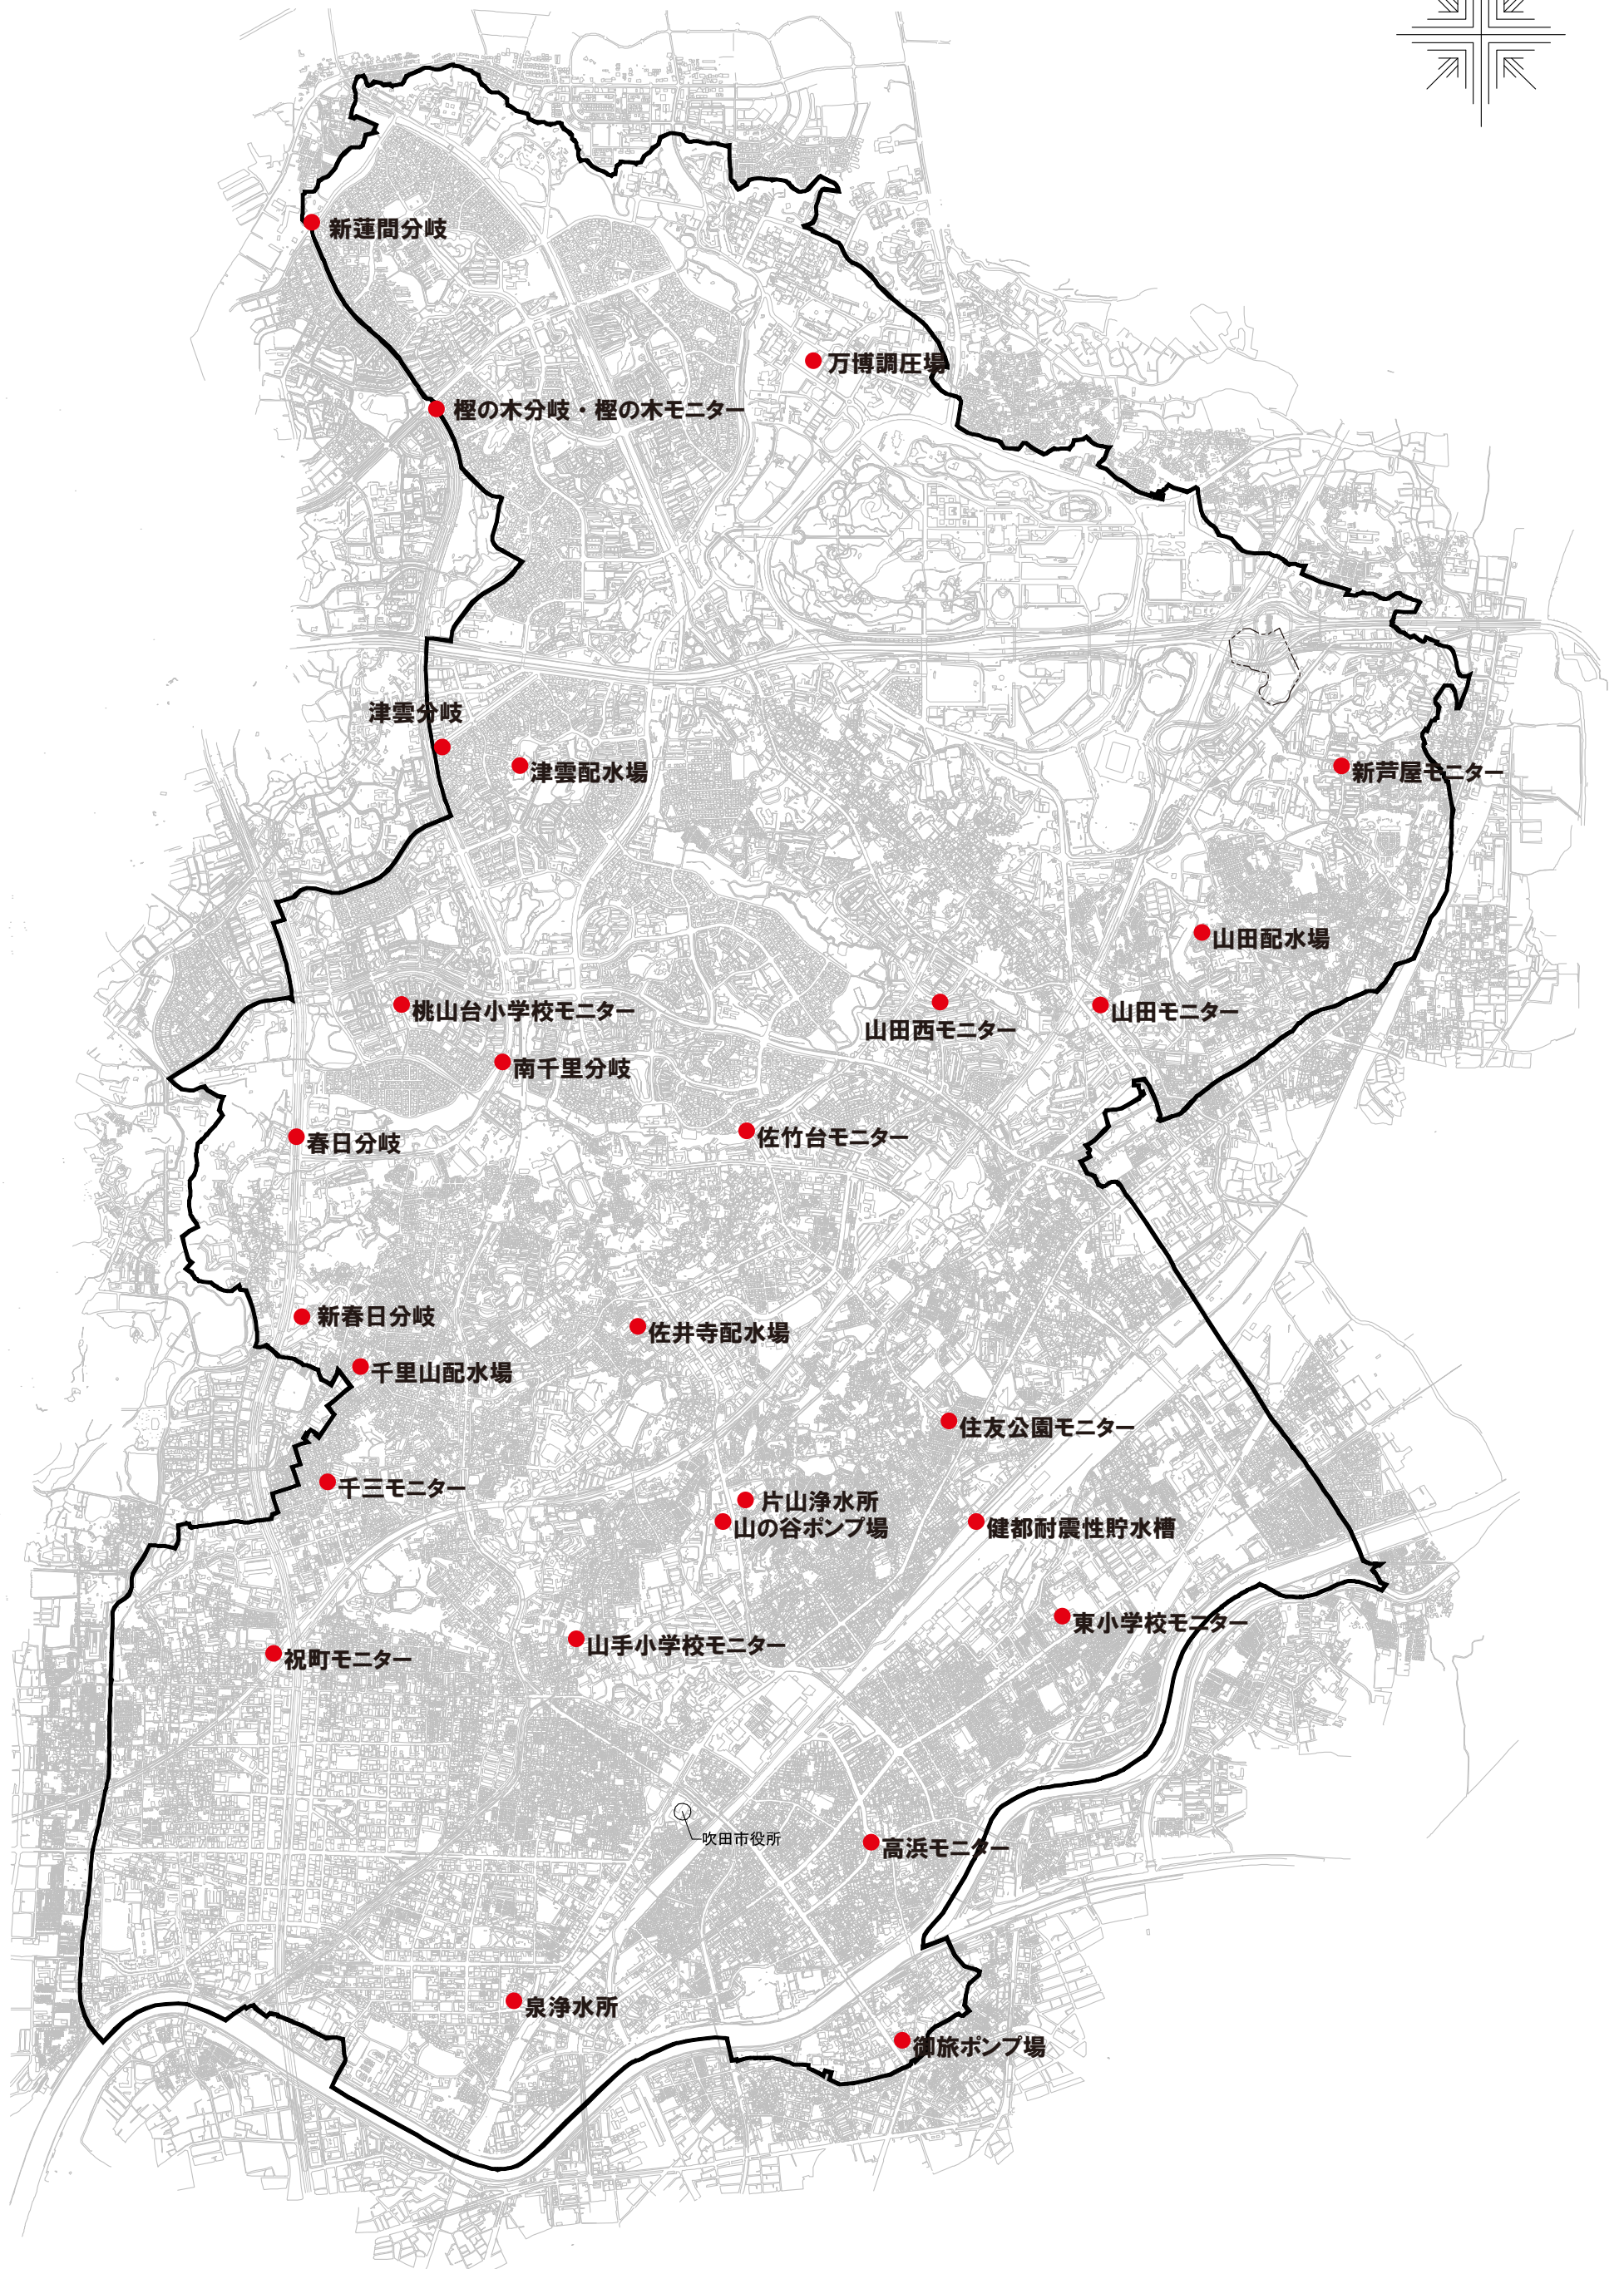 新蓮間分岐
万博調圧場
樫の木分岐・樫の木モニター
津雲分岐
津雲配水場
新芦屋モニター
山田配水場
桃山台小学校モニター
山田西モニター
山田モニター
南千里分岐
佐竹台モニター
春日分岐
新春日分岐
佐井寺配水場
千里山配水場
住友公園モニター
千三モニター
片山浄水所
山の谷ポンプ場
健都耐震性貯水槽
東小学校モニター
山手小学校モニター
祝町モニター
吹田市役所
高浜モニター
泉浄水所
御旅ポンプ場